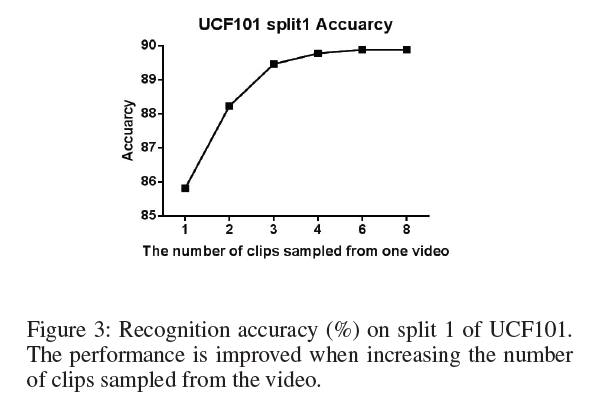 UCF101 split1 Accuarcy
Accuarcy
90
89
88
87
86
85
1 2 3 4 6 8
The number of clips sampled from one video
Figure 3: Recognition accuracy (%) on split 1 of UCF101.
The performance is improved when increasing the number
of clips sampled from the video.